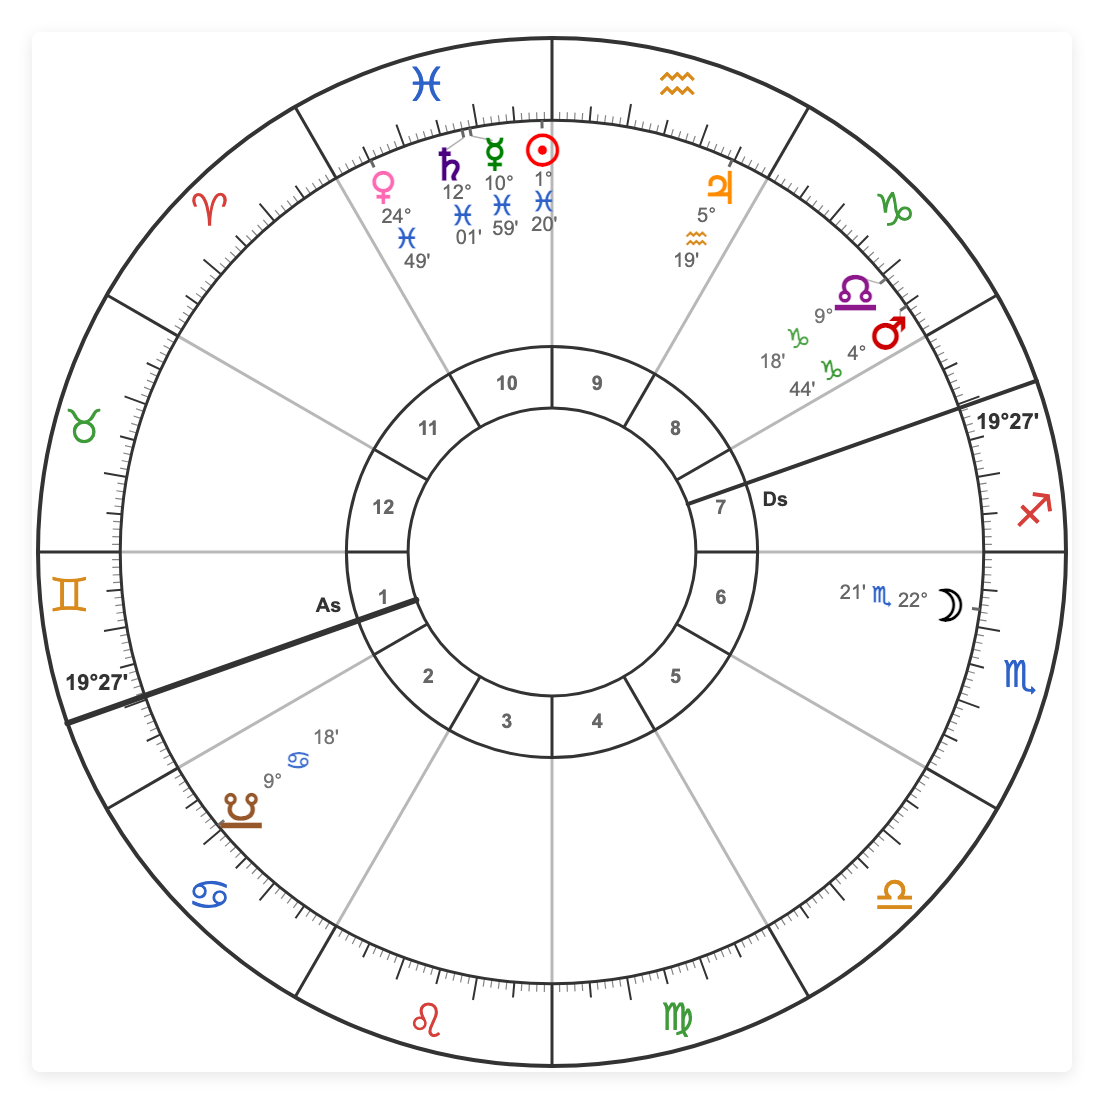 ♓ ♒
♈ ♑
♉ ♐
♊ ♏
♋ ♎
♌ ♍
♀ 24° ♓ 49'
♄ 12° ♓ 01'
☿ 10° ♓ 59'
☉ 1° ♓ 20'
♃ 5° ♒ 19'
☊ 9° ♑ 18'
♂ 4° ♑ 44'
19°27'
Ds
21' ♏ 22° ☽
As
19°27'
☋ 9° ♋ 18'
10 9
11 8
12 7
1 6
2 5
3 4